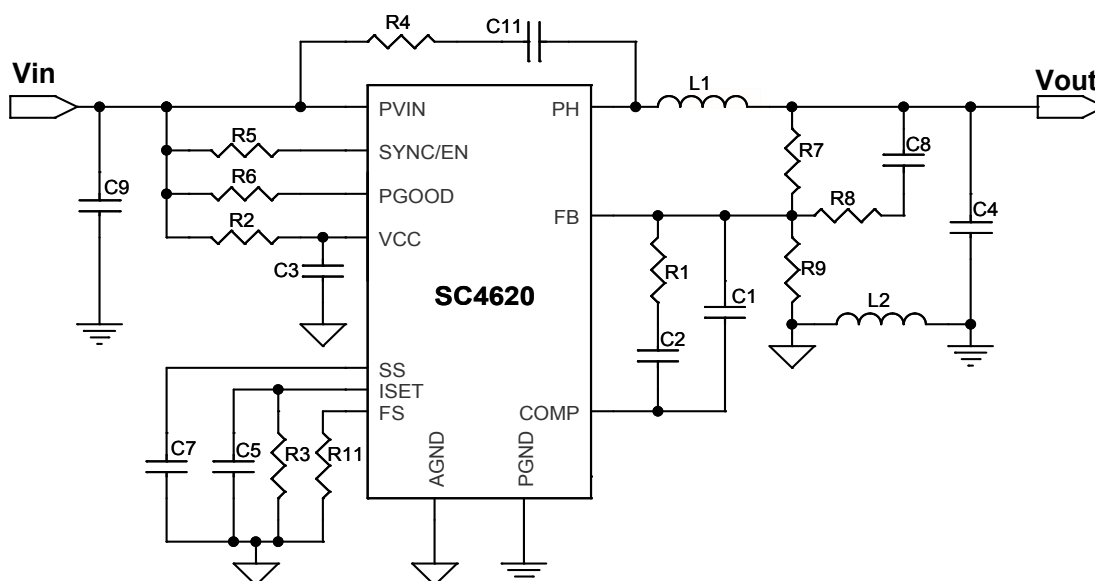 R4
C11
Vin
Vout
L1
PVIN
PH
R5
SYNC/EN
R7
C8
C9
R6
PGOOD
R2
FB
R8
C4
VCC
C3
R1
R9
SC4620
C1
L2
C2
SS
ISET
FS
COMP
C7
C5
R3
R11
AGND
PGND